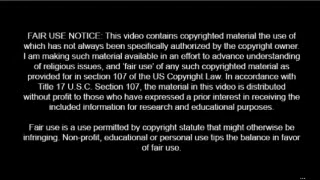 FAIR USE NOTICE: This video contains copyrighted material the use of
which has not always been specifically authorized by the copyright owner.
I am making such material available in an effort to advance understanding
of religious issues, and 'fair use' of any such copyrighted material as
provided for in section 107 of the US Copyright Law. In accordance with
Title 17 U.S.C. Section 107, the material in this video is distributed
without profit to those who have expressed a prior interest in receiving the
included information for research and educational purposes.
Fair use is a use permitted by copyright statute that might otherwise be
infringing. Non-profit, educational or personal use tips the balance in favor
of fair use.